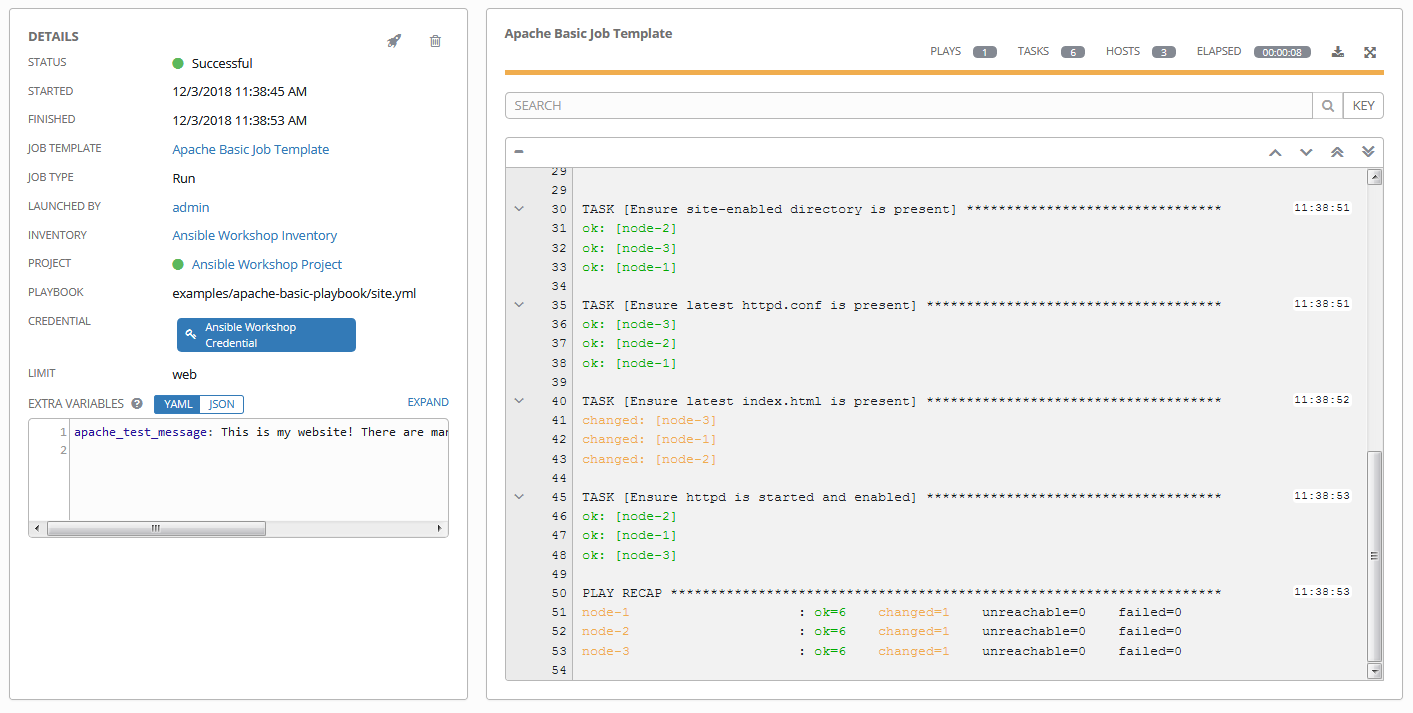 DETAILS
STATUS Successful
STARTED 12/3/2018 11:38:45 AM
FINISHED 12/3/2018 11:38:53 AM
JOB TEMPLATE Apache Basic Job Template
JOB TYPE Run
LAUNCHED BY admin
INVENTORY Ansible Workshop Inventory
PROJECT Ansible Workshop Project
PLAYBOOK examples/apache-basic-playbook/site.yml
CREDENTIAL Ansible Workshop
Credential
LIMIT web
EXTRA VARIABLES ? YAML JSON EXPAND
1 apache_test_message: This is my website! There are mar
2
Apache Basic Job Template
PLAYS 1 TASKS 6 HOSTS 3 ELAPSED 00:00:08
SEARCH KEY
29
29
30 TASK [Ensure site-enabled directory is present] ******************************** 11:38:51
31 ok: [node-2]
32 ok: [node-3]
33 ok: [node-1]
34
35 TASK [Ensure latest httpd.conf is present] ************************************* 11:38:51
36 ok: [node-3]
37 ok: [node-2]
38 ok: [node-1]
39
40 TASK [Ensure latest index.html is present] ************************************* 11:38:52
41 changed: [node-3]
42 changed: [node-1]
43 changed: [node-2]
44
45 TASK [Ensure httpd is started and enabled] ************************************* 11:38:53
46 ok: [node-2]
47 ok: [node-1]
48 ok: [node-3]
49
50 PLAY RECAP ********************************************************************* 11:38:53
51 node-1 : ok=6 changed=1 unreachable=0 failed=0
52 node-2 : ok=6 changed=1 unreachable=0 failed=0
53 node-3 : ok=6 changed=1 unreachable=0 failed=0
54